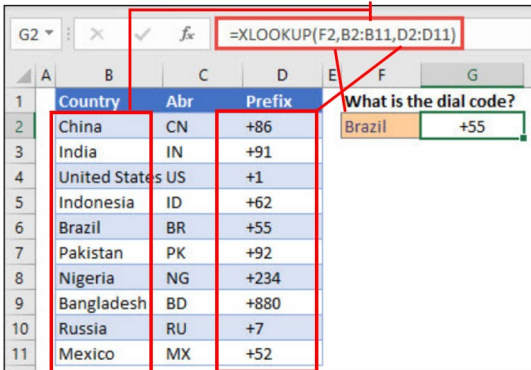 G2 fx =XLOOKUP(F2,B2:B11,D2:D11)
A B C D E F G
1 Country Abr Prefix What is the dial code?
2 China CN +86 Brazil +55
3 India IN +91
4 United States US +1
5 Indonesia ID +62
6 Brazil BR +55
7 Pakistan PK +92
8 Nigeria NG +234
9 Bangladesh BD +880
10 Russia RU +7
11 Mexico MX +52